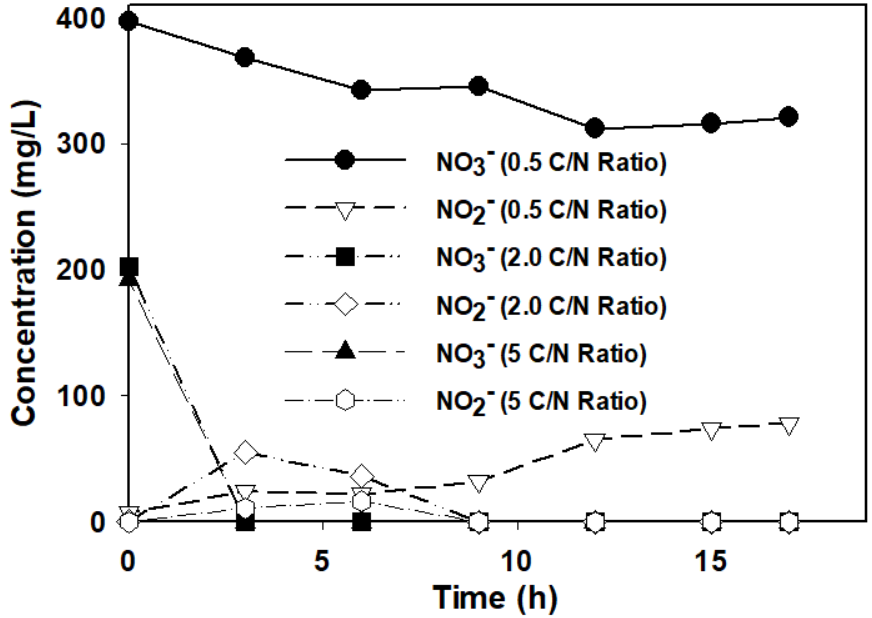 400
300
200
100
0
Concentration (mg/L)
NO₃⁻ (0.5 C/N Ratio)
NO₂⁻ (0.5 C/N Ratio)
NO₃⁻ (2.0 C/N Ratio)
NO₂⁻ (2.0 C/N Ratio)
NO₃⁻ (5 C/N Ratio)
NO₂⁻ (5 C/N Ratio)
0 5 10 15
Time (h)